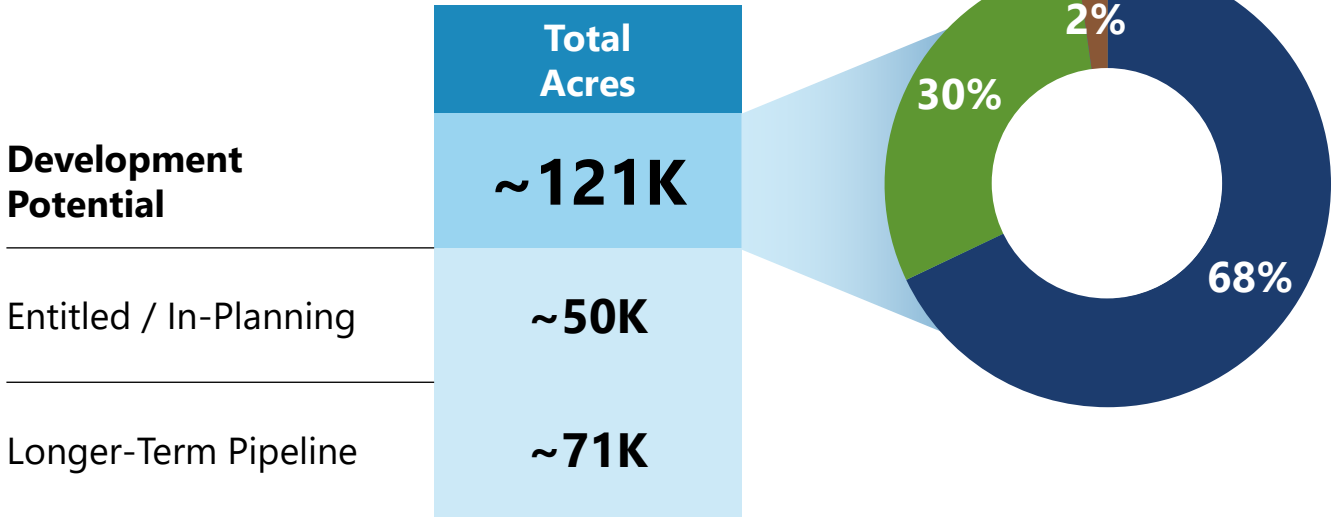 Total
Acres
Development
Potential
~121K
Entitled / In-Planning
~50K
Longer-Term Pipeline
~71K
2%
30%
68%